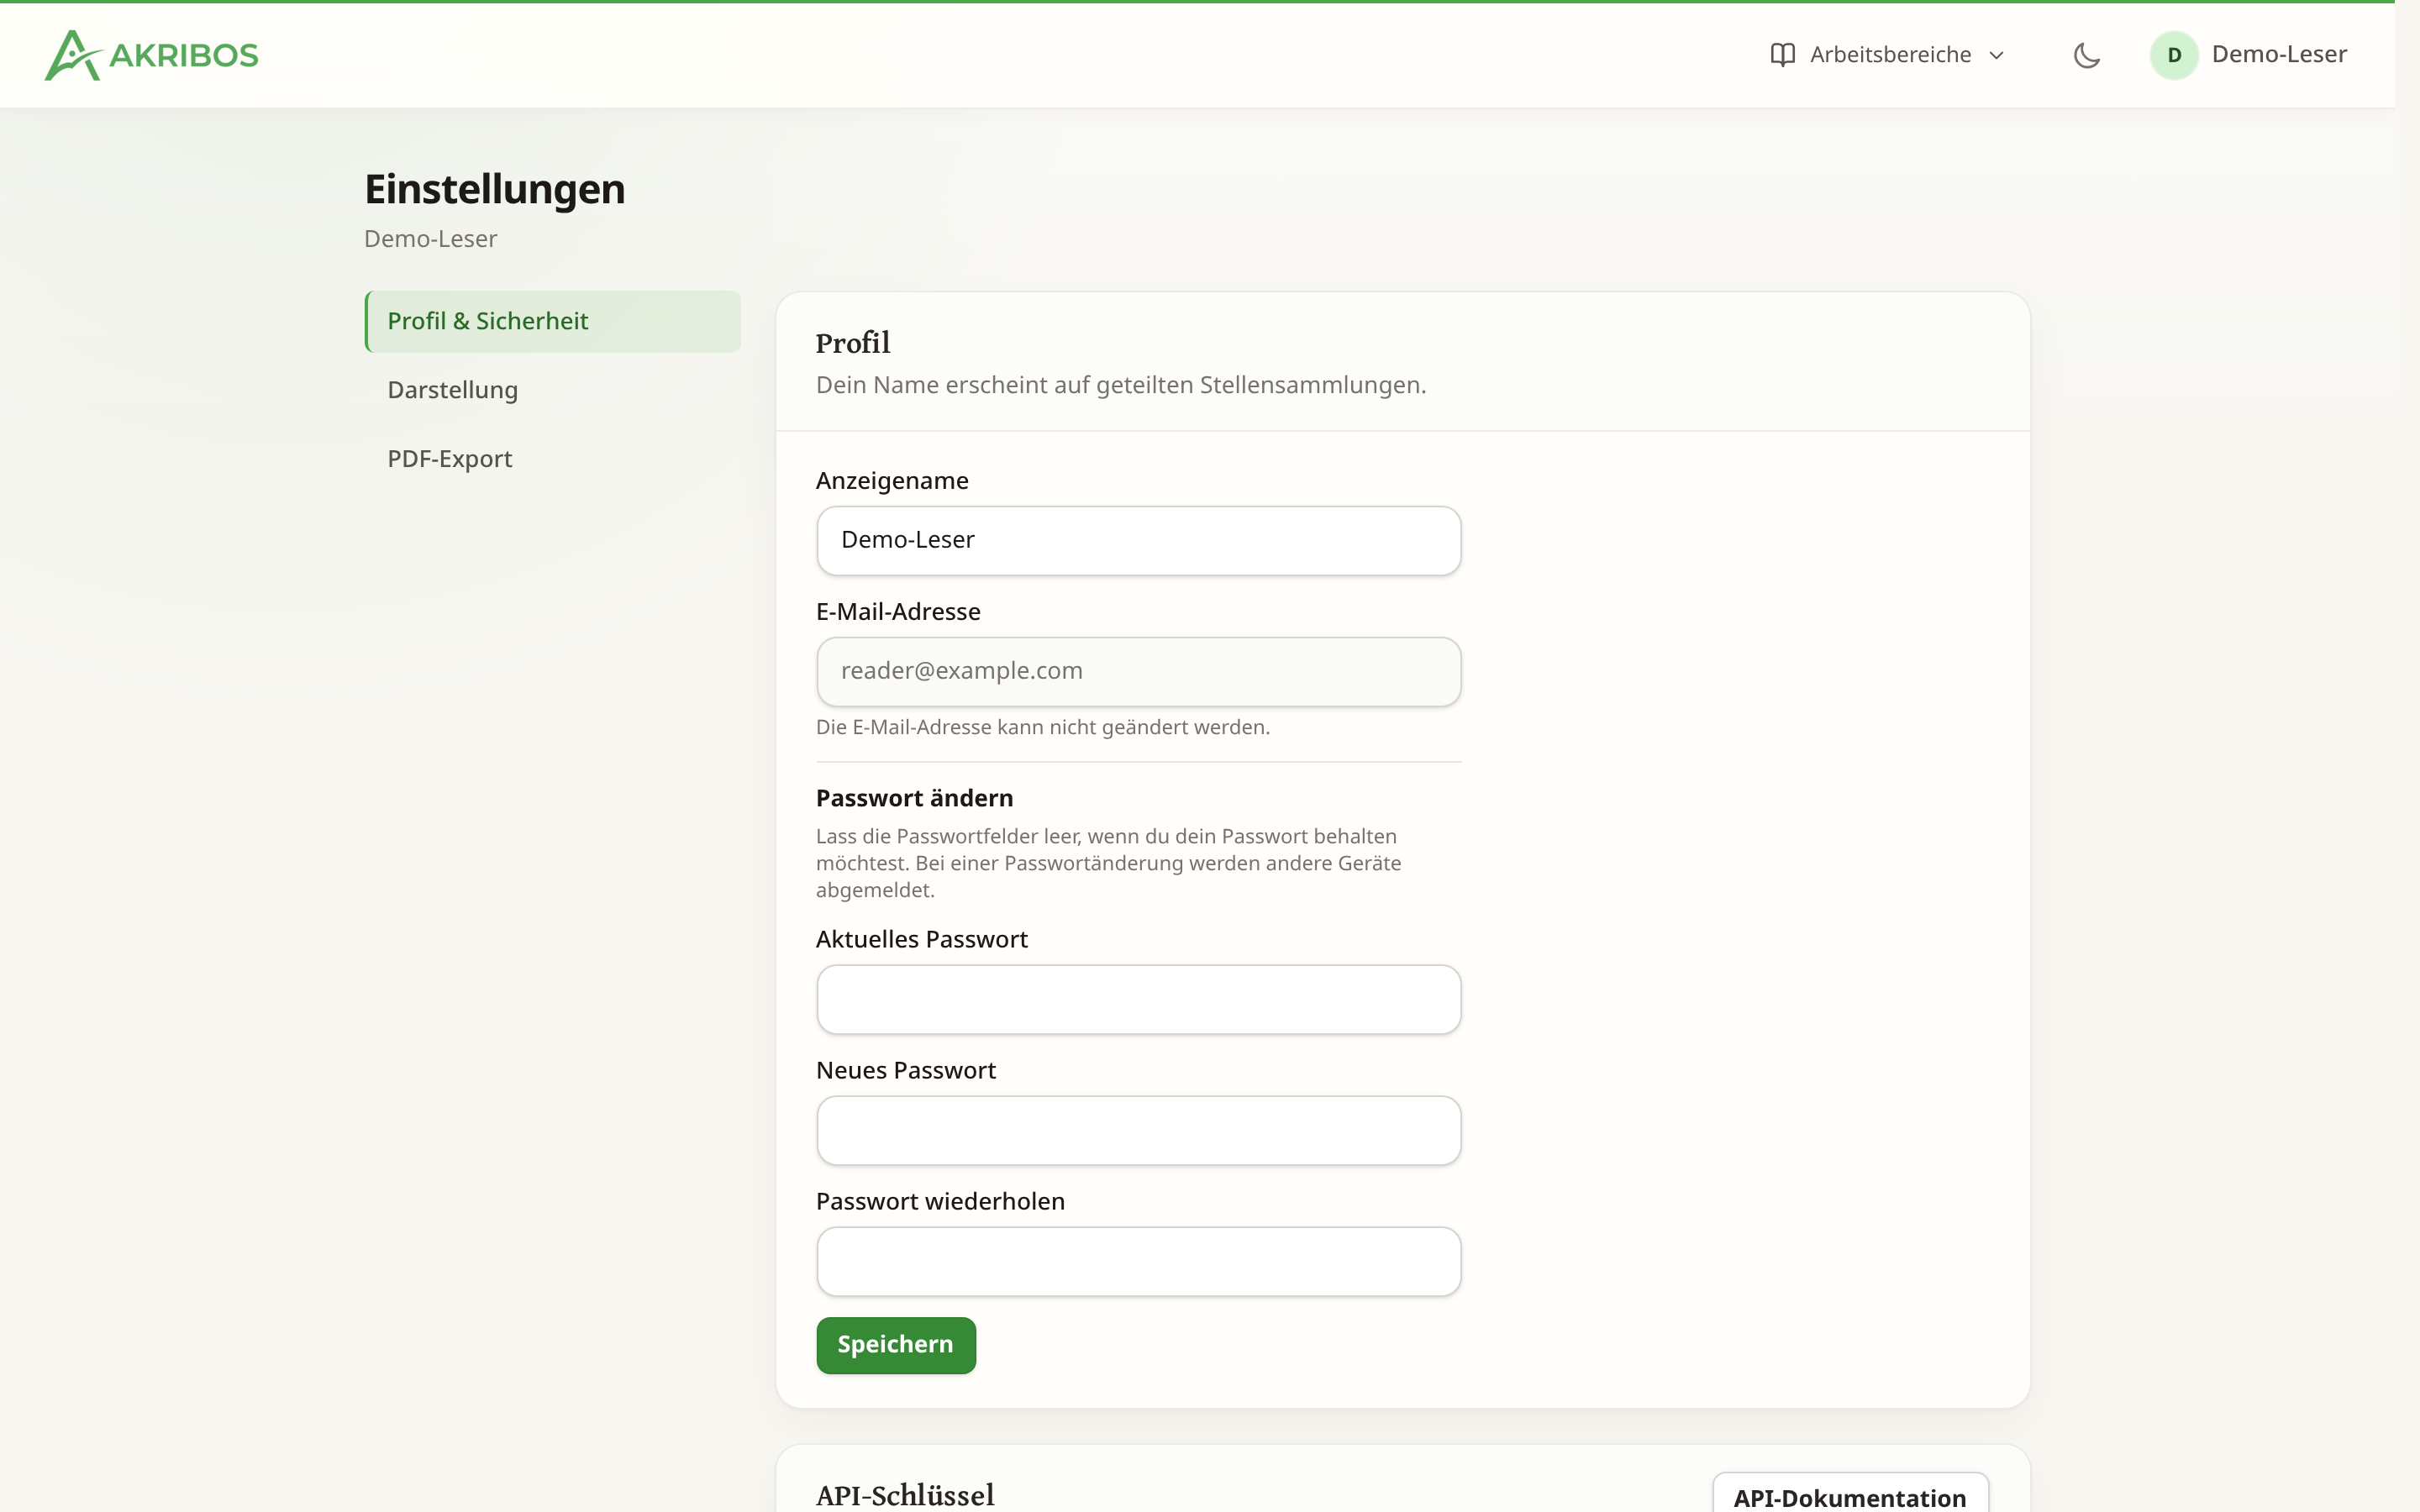 AKRIBOS
Arbeitsbereiche
D
Demo-Leser
Einstellungen
Demo-Leser
Profil & Sicherheit
Darstellung
PDF-Export
Profil
Dein Name erscheint auf geteilten Stellensammlungen.
Anzeigename
Demo-Leser
E-Mail-Adresse
reader@example.com
Die E-Mail-Adresse kann nicht geändert werden.
Passwort ändern
Lass die Passwortfelder leer, wenn du dein Passwort behalten
möchtest. Bei einer Passwortänderung werden andere Geräte
abgemeldet.
Aktuelles Passwort
Neues Passwort
Passwort wiederholen
Speichern
API-Schlüssel
API-Dokumentation